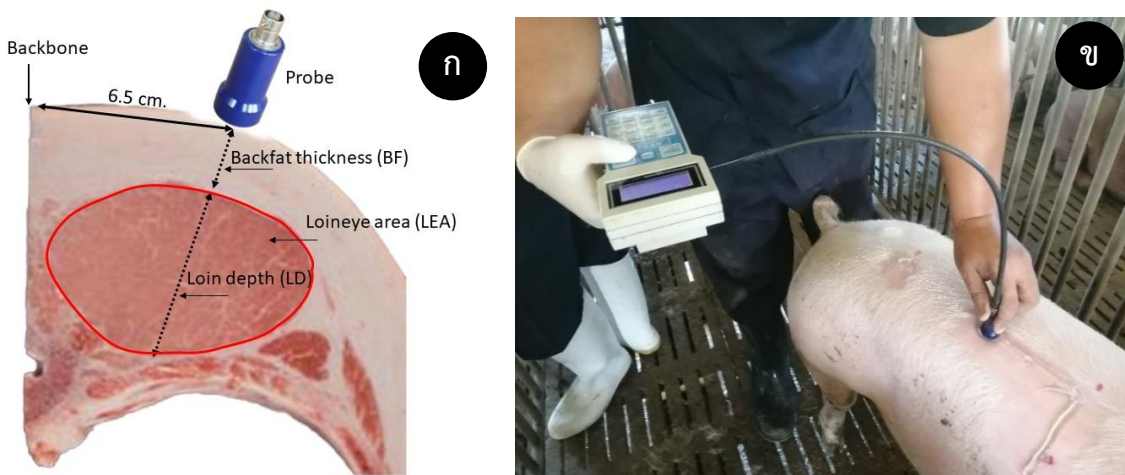 Backbone
6.5 cm.
Probe
ก
Backfat thickness (BF)
Loineye area (LEA)
Loin depth (LD)
ข